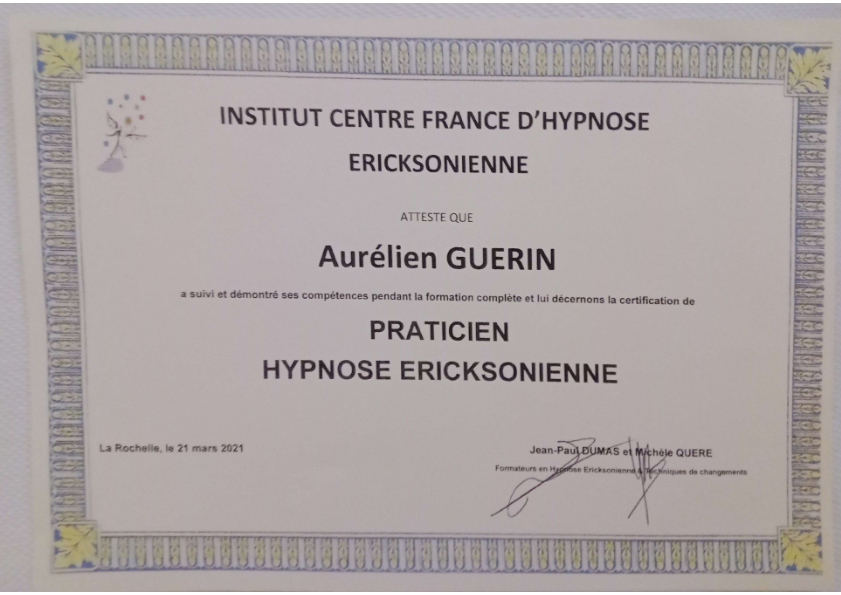 INSTITUT CENTRE FRANCE D'HYPNOSE
ERICKSONIENNE
ATTESTE QUE
Aurélien GUERIN
a suivi et démontré ses compétences pendant la formation complète et lui décernons la certification de
PRATICIEN
HYPNOSE ERICKSONIENNE
La Rochelle, le 21 mars 2021
Jean-Paul DUMAS et Michèle QUERE
Formateurs en Hypnose Ericksonienne & Techniques de changements